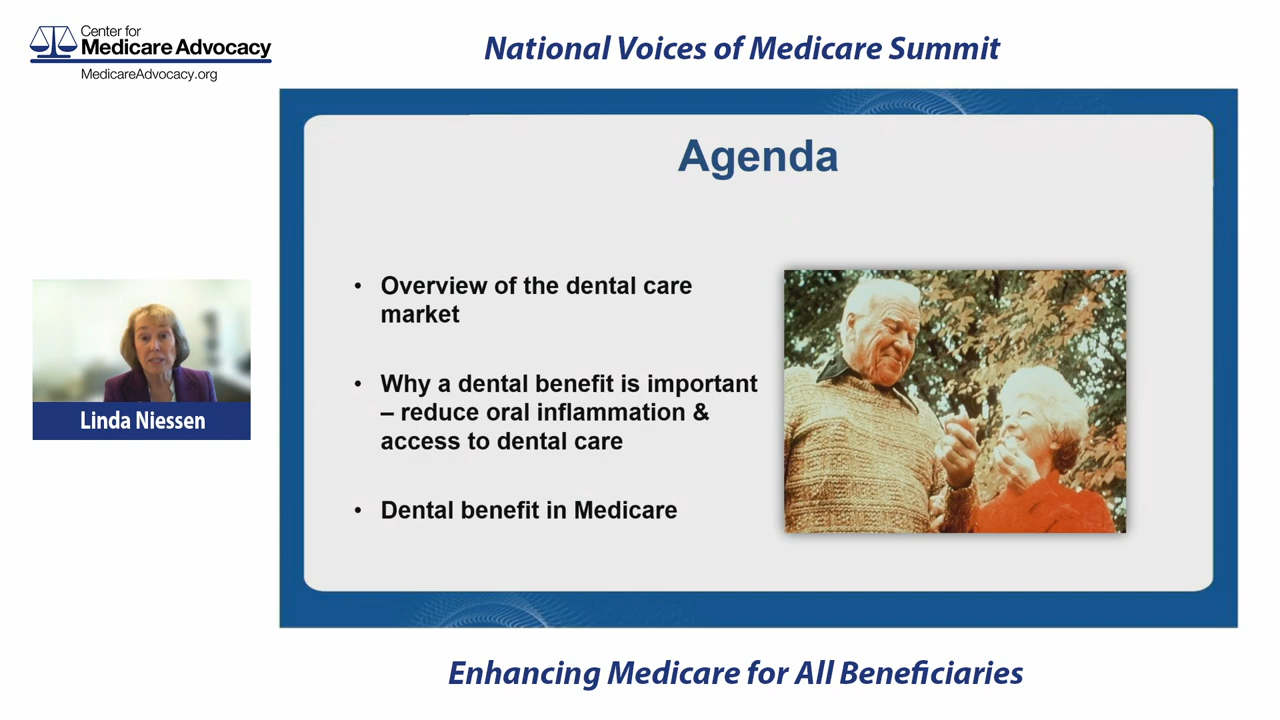 Center for
Medicare Advocacy
MedicareAdvocacy.org
National Voices of Medicare Summit
Agenda
• Overview of the dental care
market
• Why a dental benefit is important
– reduce oral inflammation &
access to dental care
• Dental benefit in Medicare
Linda Niessen
Enhancing Medicare for All Beneficiaries